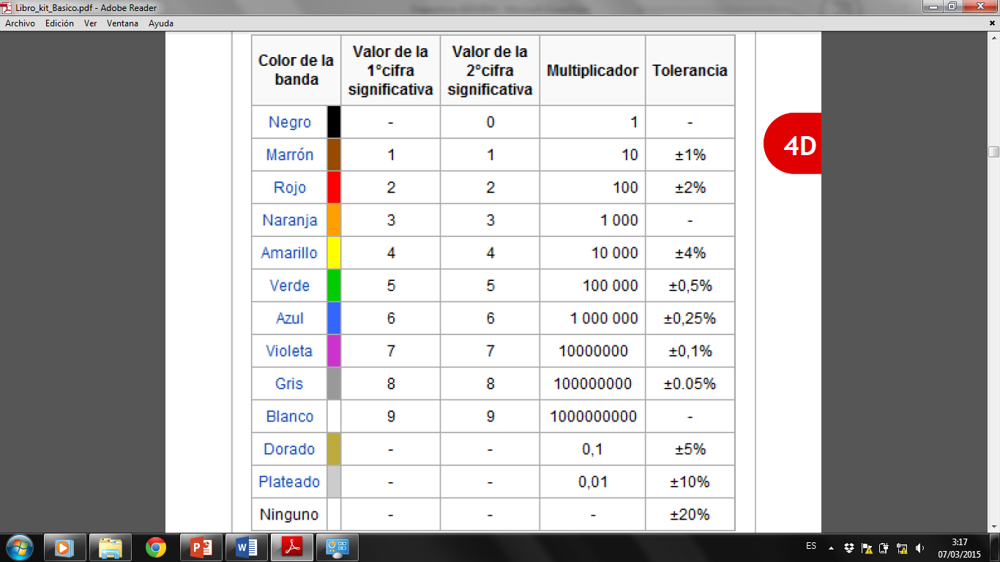 Libro_kit_Basico.pdf - Adobe Reader
Archivo Edición Ver Ventana Ayuda
Color de la banda Valor de la 1°cifra significativa Valor de la 2°cifra significativa Multiplicador Tolerancia
Negro - 0 1 -
Marrón 1 1 10 ±1%
Rojo 2 2 100 ±2%
Naranja 3 3 1 000 -
Amarillo 4 4 10 000 ±4%
Verde 5 5 100 000 ±0,5%
Azul 6 6 1 000 000 ±0,25%
Violeta 7 7 10000000 ±0,1%
Gris 8 8 100000000 ±0.05%
Blanco 9 9 1000000000 -
Dorado - - 0,1 ±5%
Plateado - - 0,01 ±10%
Ninguno - - - ±20%
4D
ES
3:17
07/03/2015